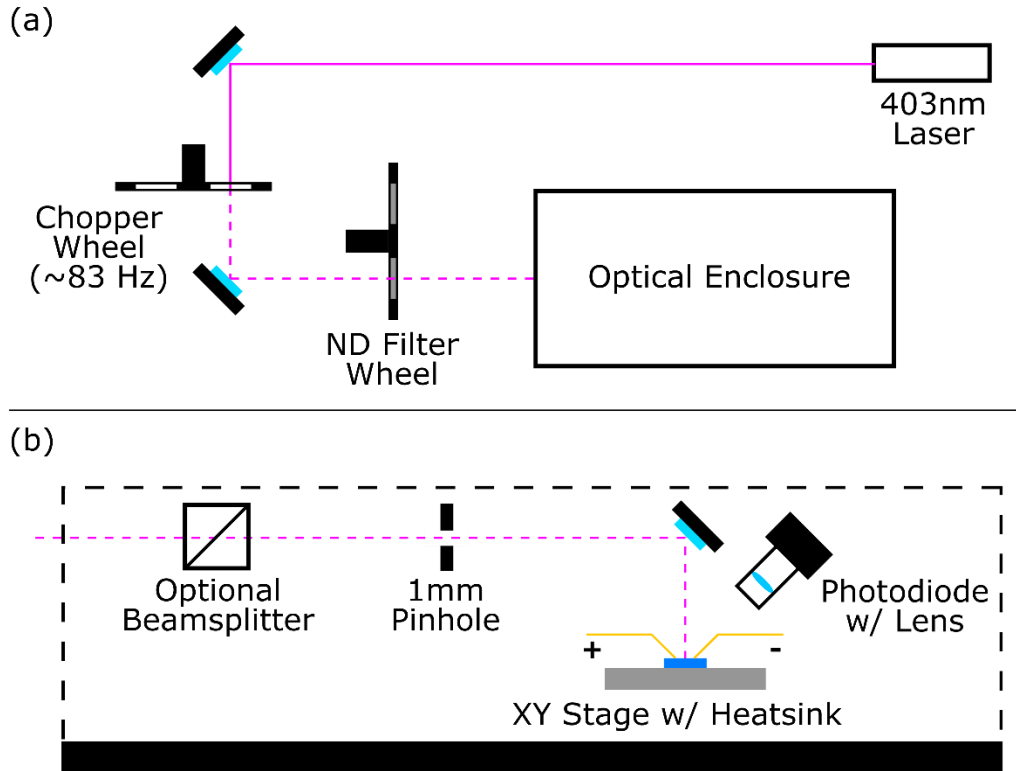 (a)
403nm
Laser
Chopper
Wheel
(~83 Hz)
ND Filter
Wheel
Optical Enclosure
(b)
Optional
Beamsplitter
1mm
Pinhole
Photodiode
w/ Lens
+
-
XY Stage w/ Heatsink